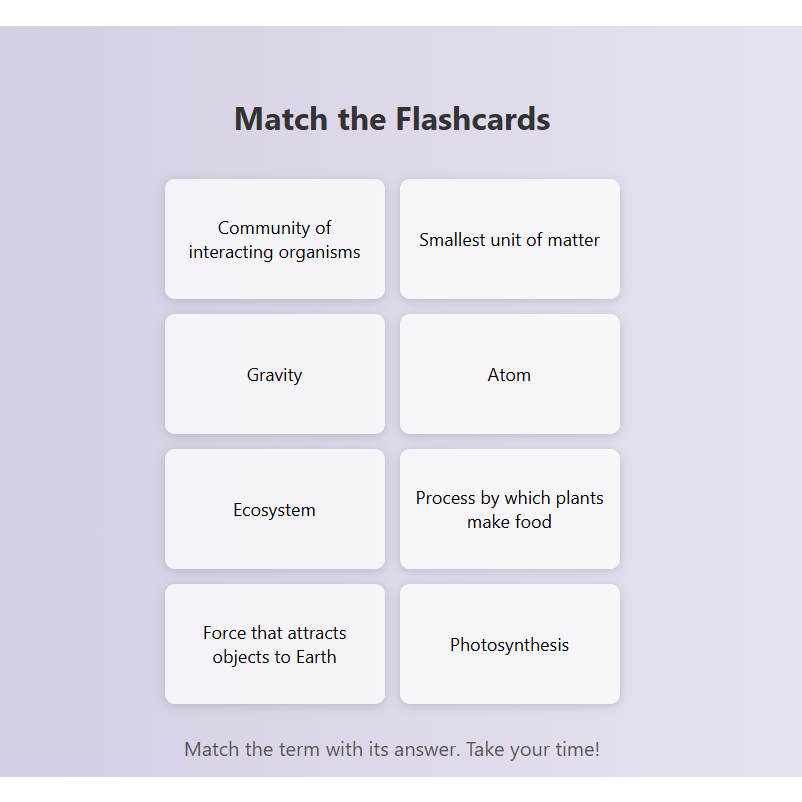 Match the Flashcards
Community of
interacting organisms
Smallest unit of matter
Gravity
Atom
Ecosystem
Process by which plants
make food
Force that attracts
objects to Earth
Photosynthesis
Match the term with its answer. Take your time!